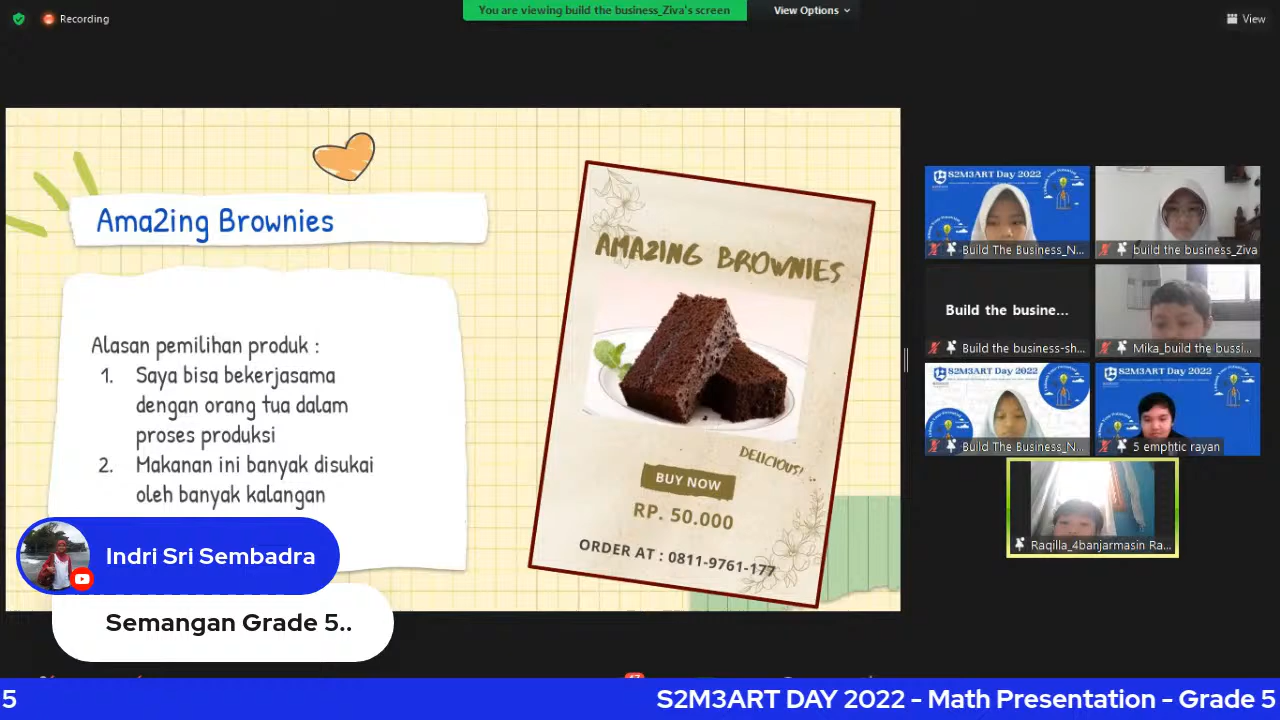 Recording
You are viewing build the business_Ziva's screen
View Options
View
Ama2ing Brownies
Alasan pemilihan produk :
1. Saya bisa bekerjasama
dengan orang tua dalam
proses produksi
2. Makanan ini banyak disukai
oleh banyak kalangan
AMA2ING BROWNIES
DELICIOUS!
BUY NOW
RP. 50.000
ORDER AT : 0811-9761-177
S2M3ART Day 2022
Build The Business_N...
build the business_Ziva
Build the busine...
Build the business-sh...
Mika_build the bussi...
S2M3ART Day 2022
Build The Business_N...
S2M3ART Day 2022
5 emphtic rayan
Raqilla_4banjarmasin Ra...
Indri Sri Sembadra
Semangan Grade 5..
5
S2M3ART DAY 2022 - Math Presentation - Grade 5